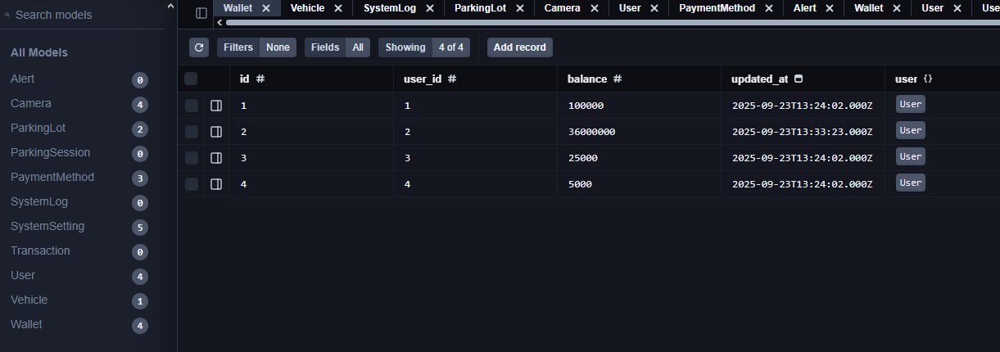 Search models
All Models
Alert 0
Camera 4
ParkingLot 2
ParkingSession 0
PaymentMethod 3
SystemLog 0
SystemSetting 5
Transaction 0
User 4
Vehicle 1
Wallet 4
Wallet Vehicle SystemLog ParkingLot Camera User PaymentMethod Alert Wallet User Use
Filters None Fields All Showing 4 of 4 Add record
id # user_id # balance # updated_at user {}
1 1 100000 2025-09-23T13:24:02.000Z User
2 2 36000000 2025-09-23T13:33:23.000Z User
3 3 25000 2025-09-23T13:24:02.000Z User
4 4 5000 2025-09-23T13:24:02.000Z User